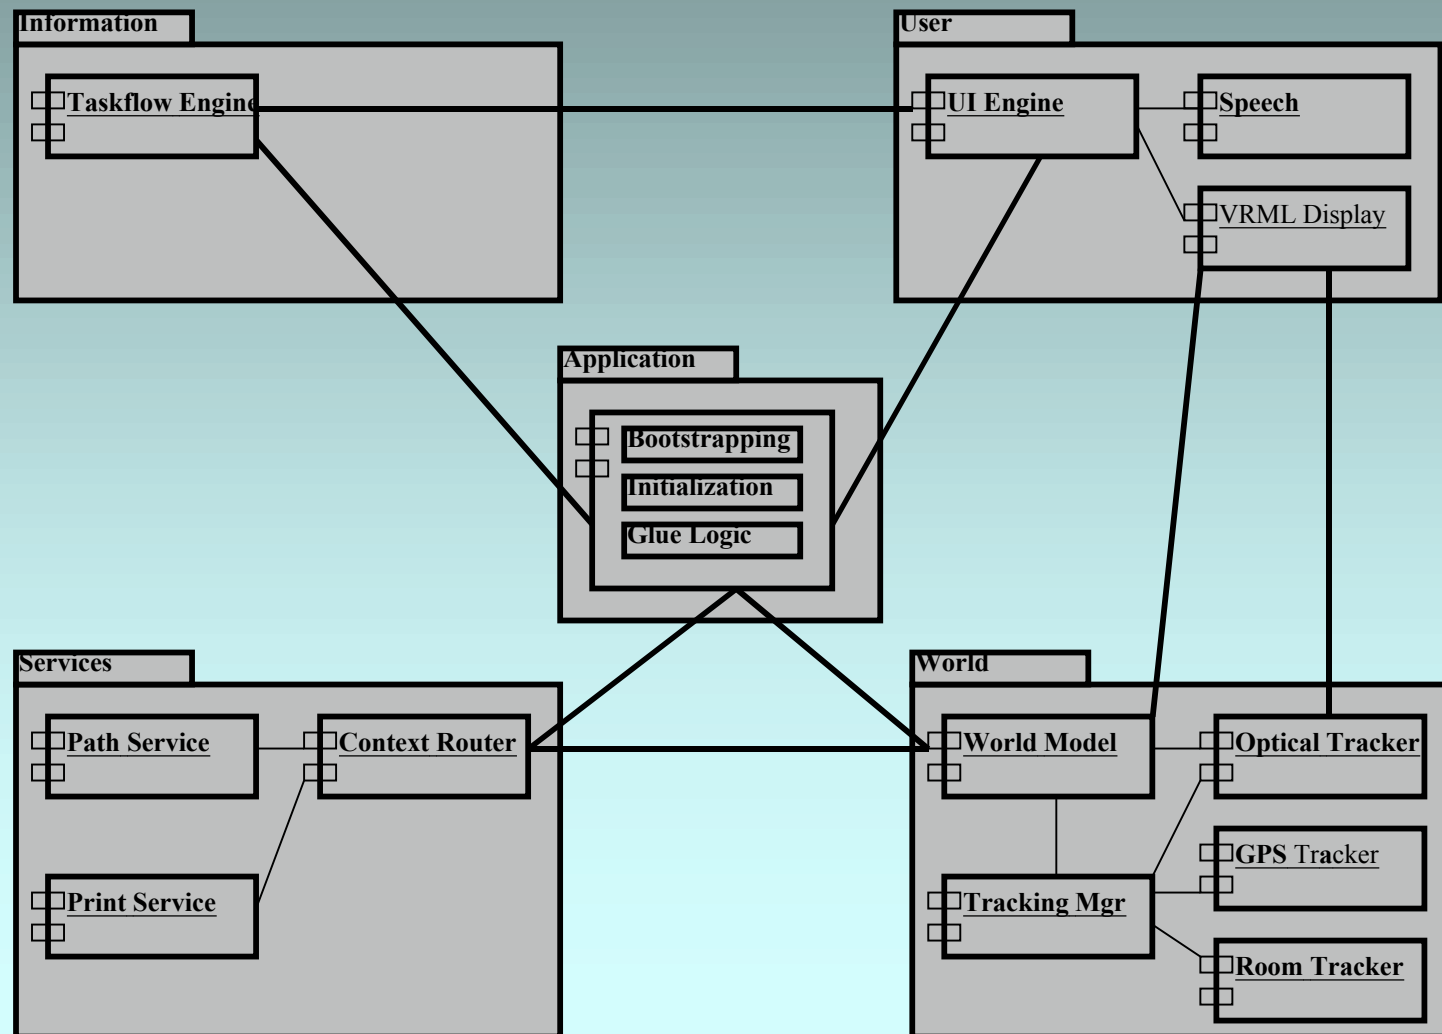 Information
Taskflow Engine
User
UI Engine
Speech
VRML Display
Application
Bootstrapping
Initialization
Glue Logic
Services
Path Service
Context Router
Print Service
World
World Model
Optical Tracker
GPS Tracker
Tracking Mgr
Room Tracker